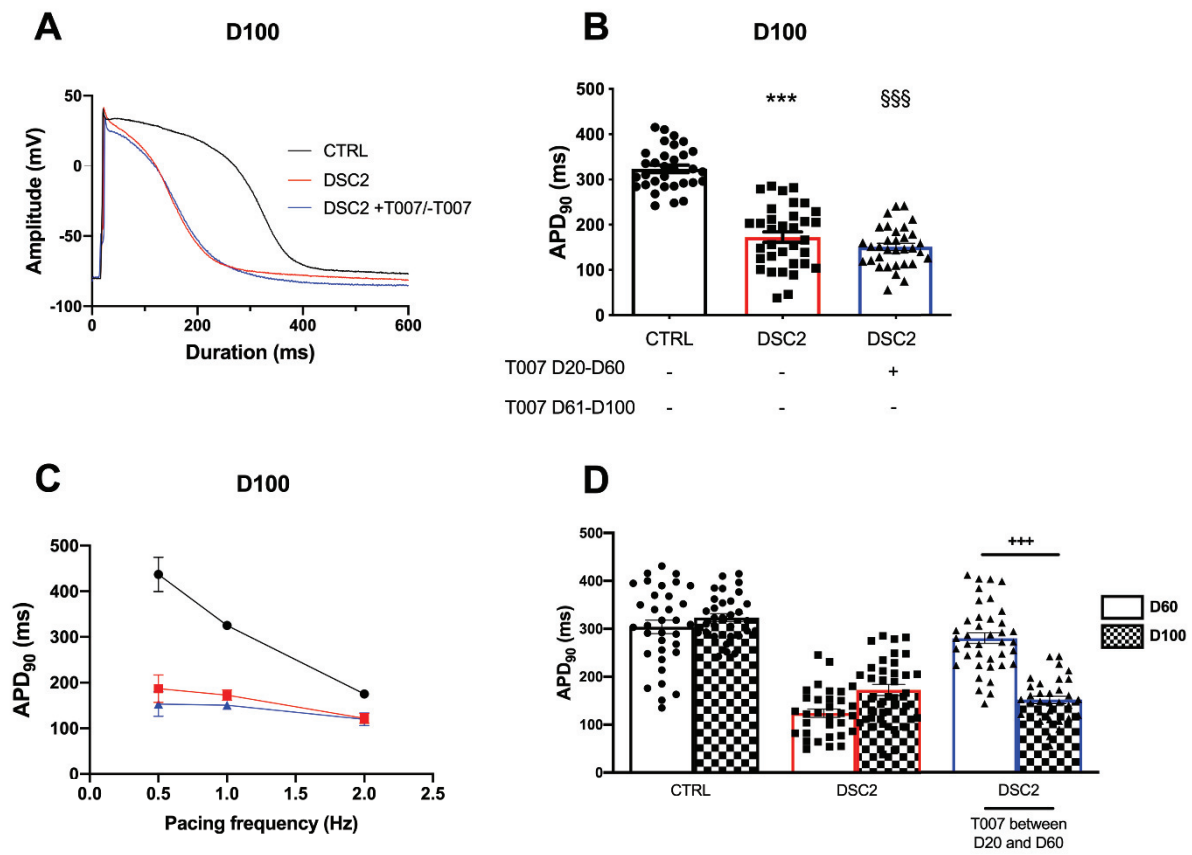 A
D100
Amplitude (mV)
50
0
-50
-100
0
200
400
600
Duration (ms)
CTRL
DSC2
DSC2 +T007/-T007
B
D100
APD90 (ms)
500
400
300
200
100
0
***
§§§
CTRL
DSC2
DSC2
T007 D20-D60
-
-
+
T007 D61-D100
-
-
-
C
D100
APD90 (ms)
500
400
300
200
100
0
0.0
0.5
1.0
1.5
2.0
2.5
Pacing frequency (Hz)
D
APD90 (ms)
500
400
300
200
100
0
+++
D60
D100
CTRL
DSC2
DSC2
T007 between
D20 and D60